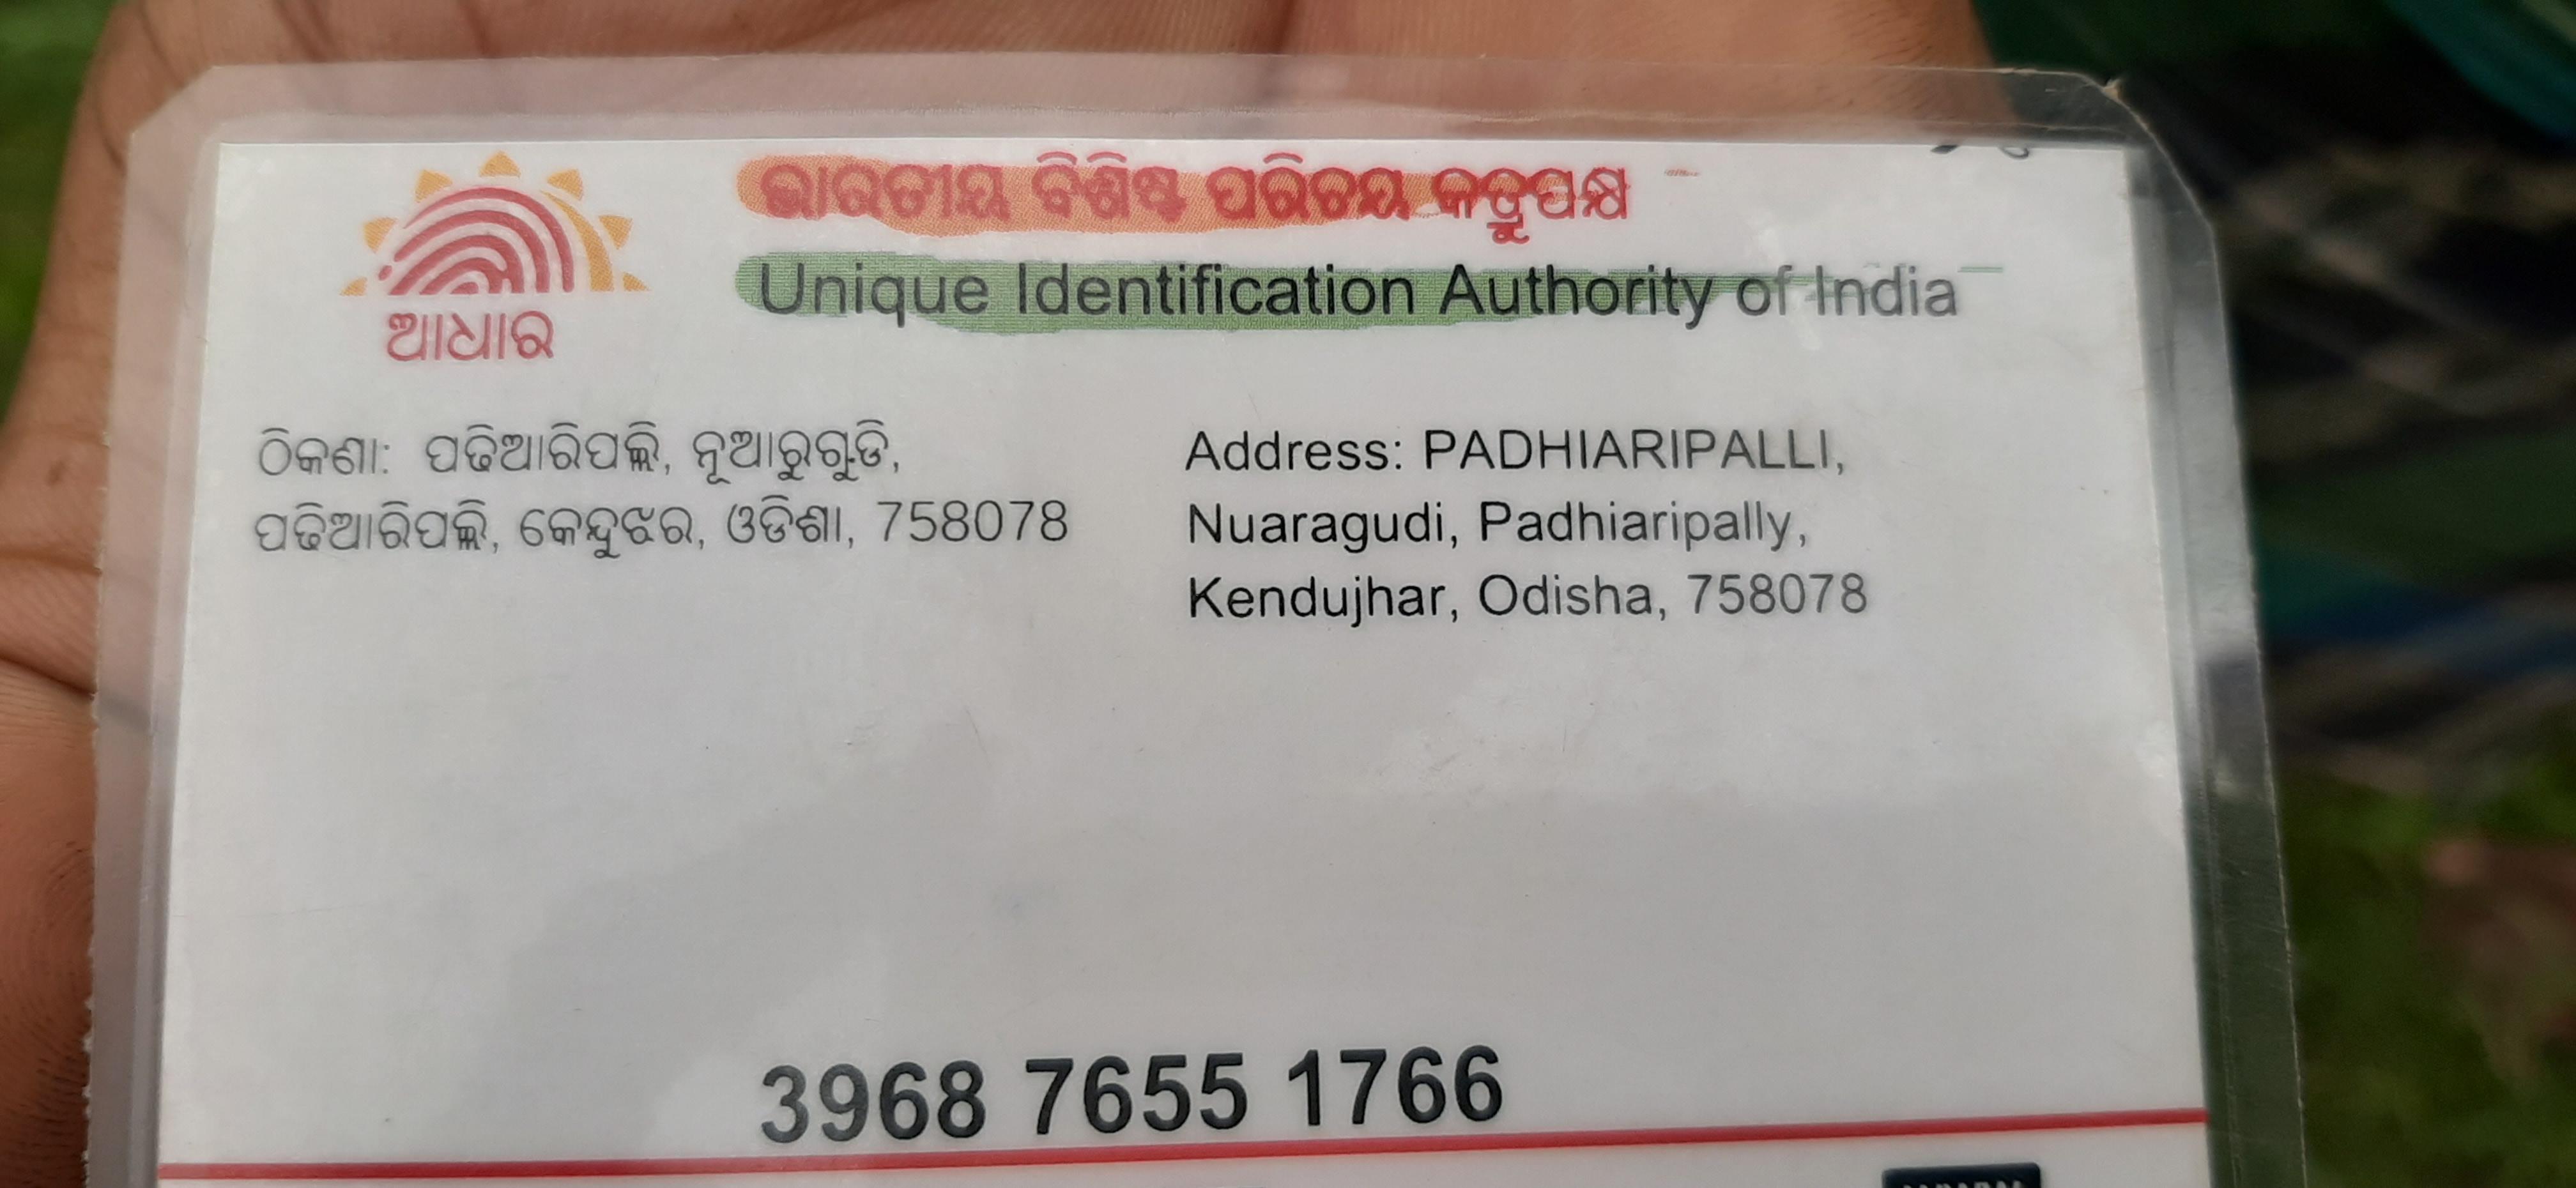 ଭାରତୀୟ ବିଶିଷ୍ଟ ପରିଚୟ କତ୍ରୁପକ୍ଷ
Unique Identification Authority of India
ଆଧାର
ଠିକଣା: ପଢିଆରିପଲ୍ଲି, ନୂଆରୁଗୁଡି,
ପଢିଆରିପଲ୍ଲି, କେନ୍ଦୁଝର, ଓଡିଶା, 758078
Address: PADHIARIPALLI,
Nuaragudi, Padhiaripally,
Kendujhar, Odisha, 758078
3968 7655 1766